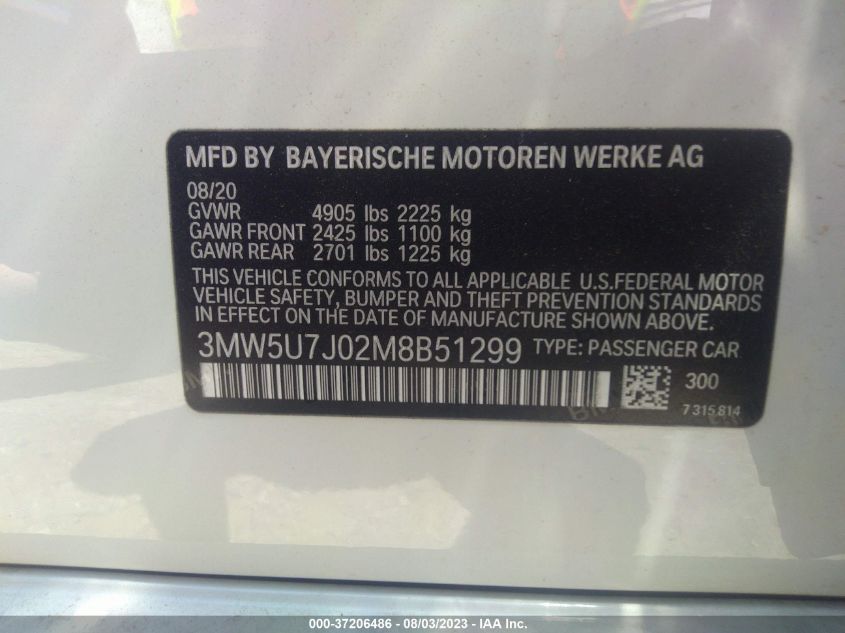 MFD BY BAYERISCHE MOTOREN WERKE AG
08/20
GVWR 4905 lbs 2225 kg
GAWR FRONT 2425 lbs 1100 kg
GAWR REAR 2701 lbs 1225 kg
THIS VEHICLE CONFORMS TO ALL APPLICABLE U.S.FEDERAL MOTOR
VEHICLE SAFETY, BUMPER AND THEFT PREVENTION STANDARDS
IN EFFECT ON THE DATE OF MANUFACTURE SHOWN ABOVE.
3MW5U7J02M8B51299 TYPE: PASSENGER CAR
300
7 315 814
000-37206486 - 08/03/2023 - IAA Inc.